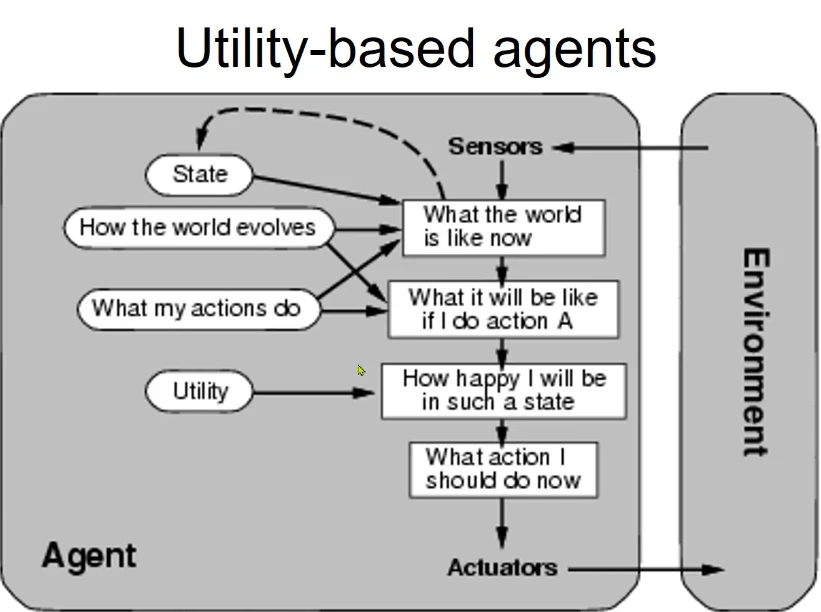 Utility-based agents
Sensors
State
What the world
is like now
How the world evolves
What it will be like
if I do action A
What my actions do
How happy I will be
in such a state
Utility
What action I
should do now
Agent
Actuators
Environment